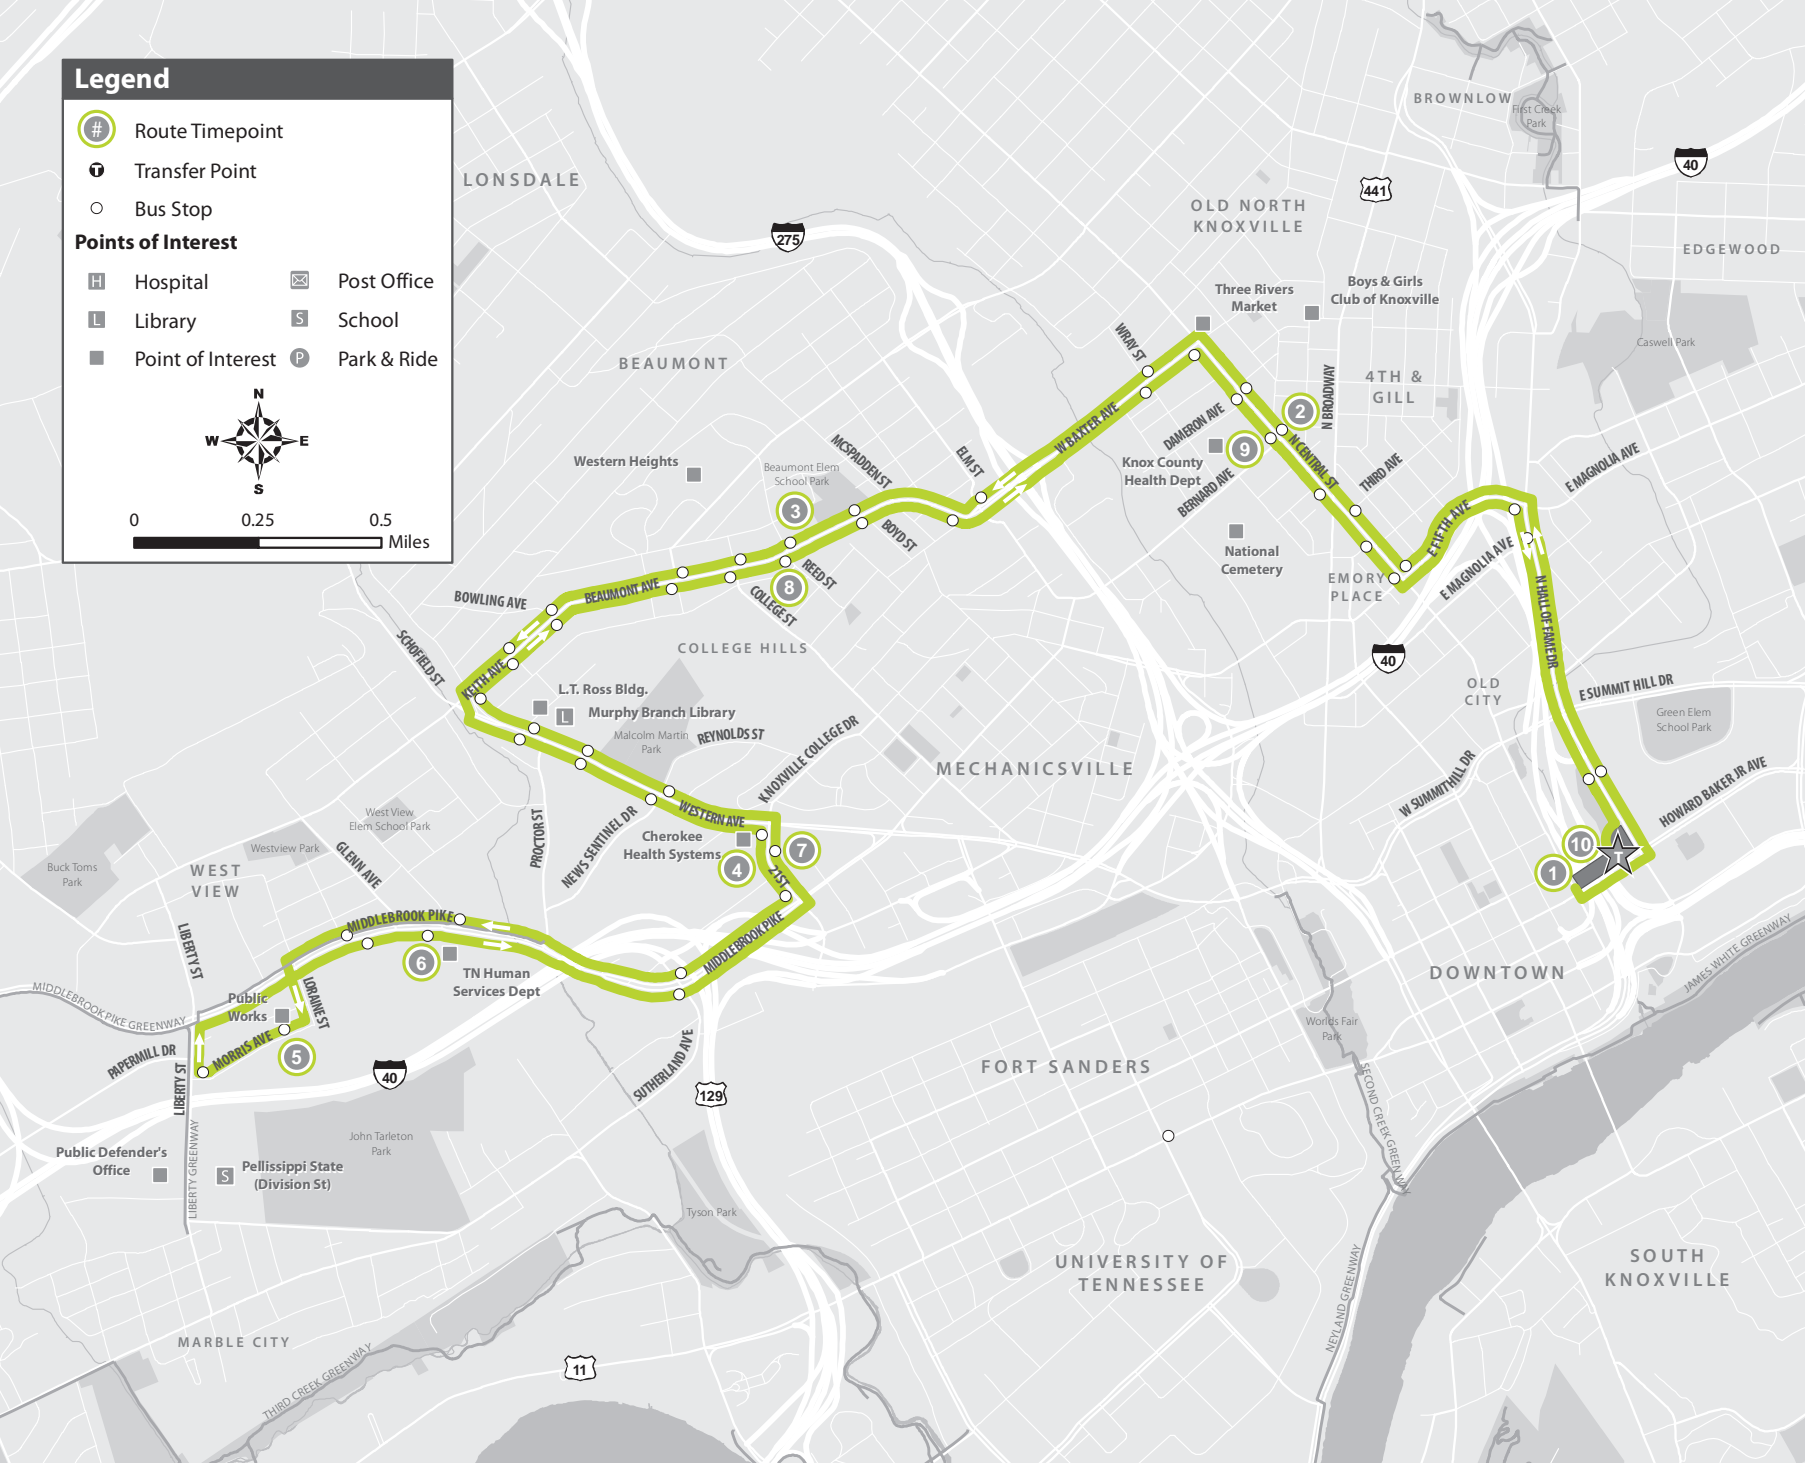 Legend
#
Route Timepoint
T
Transfer Point
Bus Stop
Points of Interest
H
Hospital
Post Office
L
Library
S
School
Point of Interest
P
Park & Ride
N
W
E
S
0
0.25
0.5
Miles
LONSDALE
275
BROWNLOW
First Creek
Park
40
441
OLD NORTH
KNOXVILLE
EDGEWOOD
Three Rivers
Market
Boys & Girls
Club of Knoxville
BEAUMONT
WRAY ST
Caswell Park
4TH &
GILL
N BROADWAY
2
W BAXTER AVE
DAMERON AVE
9
Knox County
Health Dept
BERNARD AVE
N CENTRAL ST
THIRD AVE
E MAGNOLIA AVE
MCSPADDEN ST
ELM ST
Western Heights
Beaumont Elem
School Park
3
BOYD ST
E FIFTH AVE
E MAGNOLIA AVE
National
Cemetery
EMORY
PLACE
8
REED ST
COLLEGE ST
BEAUMONT AVE
BOWLING AVE
N HALL OF FAME DR
SCHOFIELD ST
COLLEGE HILLS
40
KEITH AVE
L.T. Ross Bldg.
L
Murphy Branch Library
Malcolm Martin
Park
REYNOLDS ST
KNOXVILLE COLLEGE DR
OLD
CITY
E SUMMIT HILL DR
Green Elem
School Park
MECHANICSVILLE
W SUMMIT HILL DR
HOWARD BAKER JR AVE
WESTERN AVE
PROCTOR ST
NEWS SENTINEL DR
Cherokee
Health Systems
4
7
21ST
10
T
1
West View
Elem School Park
Westview Park
GLENN AVE
Buck Toms
Park
WEST
VIEW
MIDDLEBROOK PIKE
LIBERTY ST
6
TN Human
Services Dept
MIDDLEBROOK PIKE
DOWNTOWN
JAMES WHITE GREENWAY
MIDDLEBROOK PIKE GREENWAY
Public
Works
LORAINE ST
MORRIS AVE
5
PAPERMILL DR
LIBERTY ST
40
SUTHERLAND AVE
129
FORT SANDERS
Worlds Fair
Park
SECOND CREEK GREENWAY
LIBERTY GREENWAY
John Tarleton
Park
Public Defender's
Office
S
Pellissippi State
(Division St)
Tyson Park
UNIVERSITY OF
TENNESSEE
SOUTH
KNOXVILLE
NEYLAND GREENWAY
MARBLE CITY
THIRD CREEK GREENWAY
11